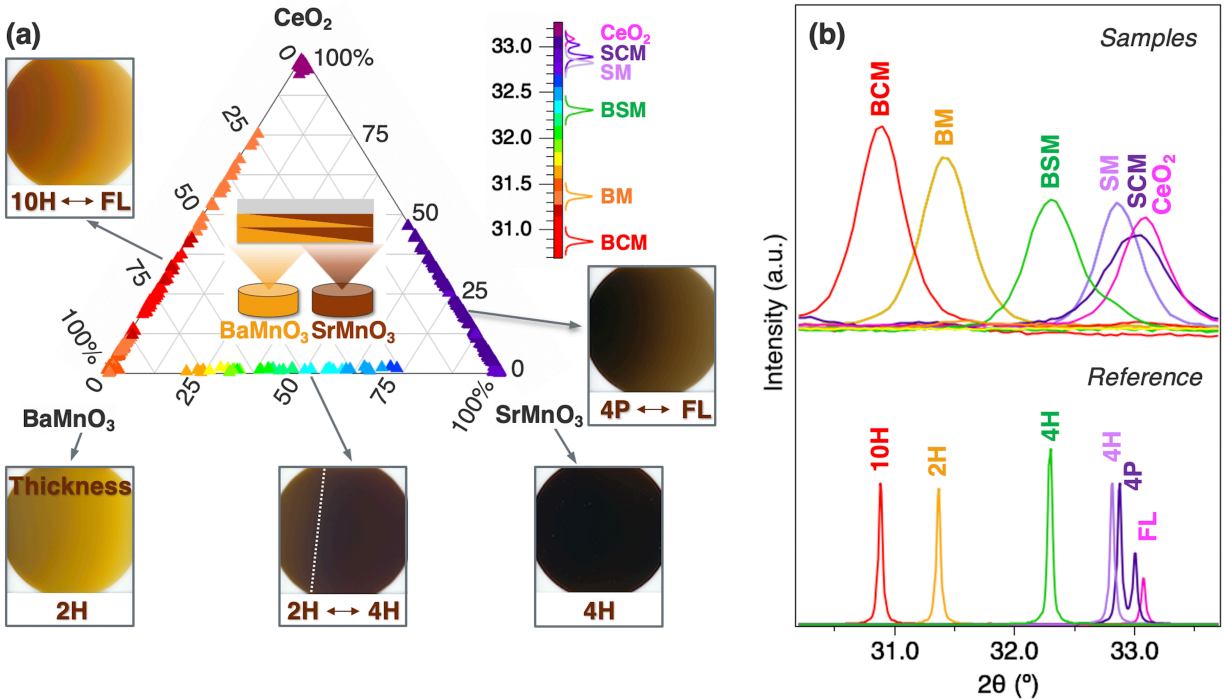 (a)
CeO₂
0
100%
25
75
50
50
75
25
100%
0
0
25
50
75
100%
BaMnO₃
SrMnO₃
BaMnO₃ SrMnO₃
10H ↔ FL
4P ↔ FL
Thickness
2H
2H ↔ 4H
4H
33.0
32.5
32.0
31.5
31.0
CeO₂
SCM
SM
BSM
BM
BCM
(b)
Samples
BCM
BM
BSM
SM
SCM
CeO₂
Reference
10H
2H
4H
4H
4P
FL
Intensity (a.u.)
31.0
32.0
33.0
2θ (º)